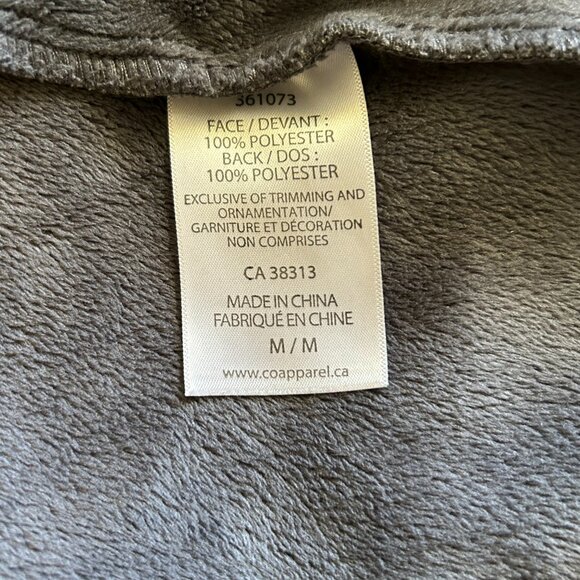 361073
FACE / DEVANT :
100% POLYESTER
BACK / DOS :
100% POLYESTER
EXCLUSIVE OF TRIMMING AND
ORNAMENTATION/
GARNITURE ET DÉCORATION
NON COMPRISES
CA 38313
MADE IN CHINA
FABRIQUÉ EN CHINE
M / M
www.coapparel.ca